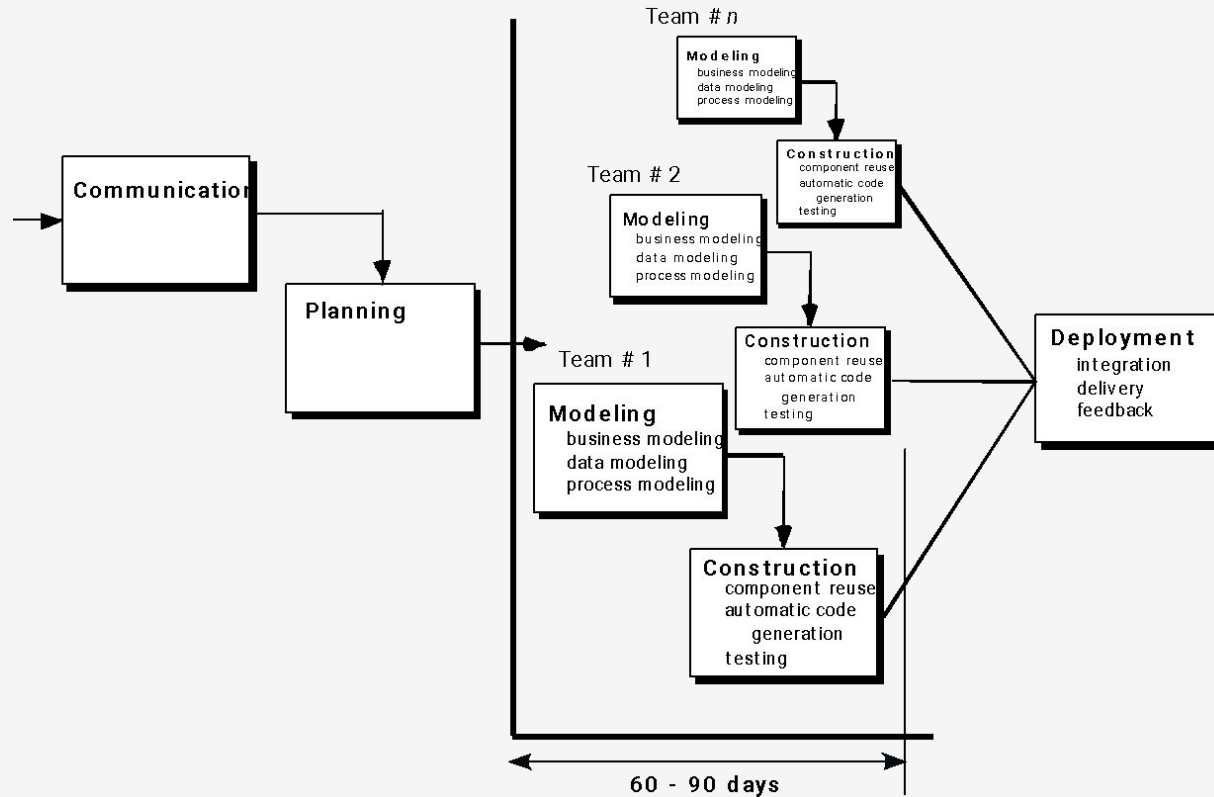 Team # n
Modeling
business modeling
data modeling
process modeling
Construction
component reuse
automatic code
generation
testing
Communication
Team # 2
Modeling
business modeling
data modeling
process modeling
Planning
Construction
component reuse
automatic code
generation
testing
Team # 1
Modeling
business modeling
data modeling
process modeling
Construction
component reuse
automatic code
generation
testing
Deployment
integration
delivery
feedback
60 - 90 days